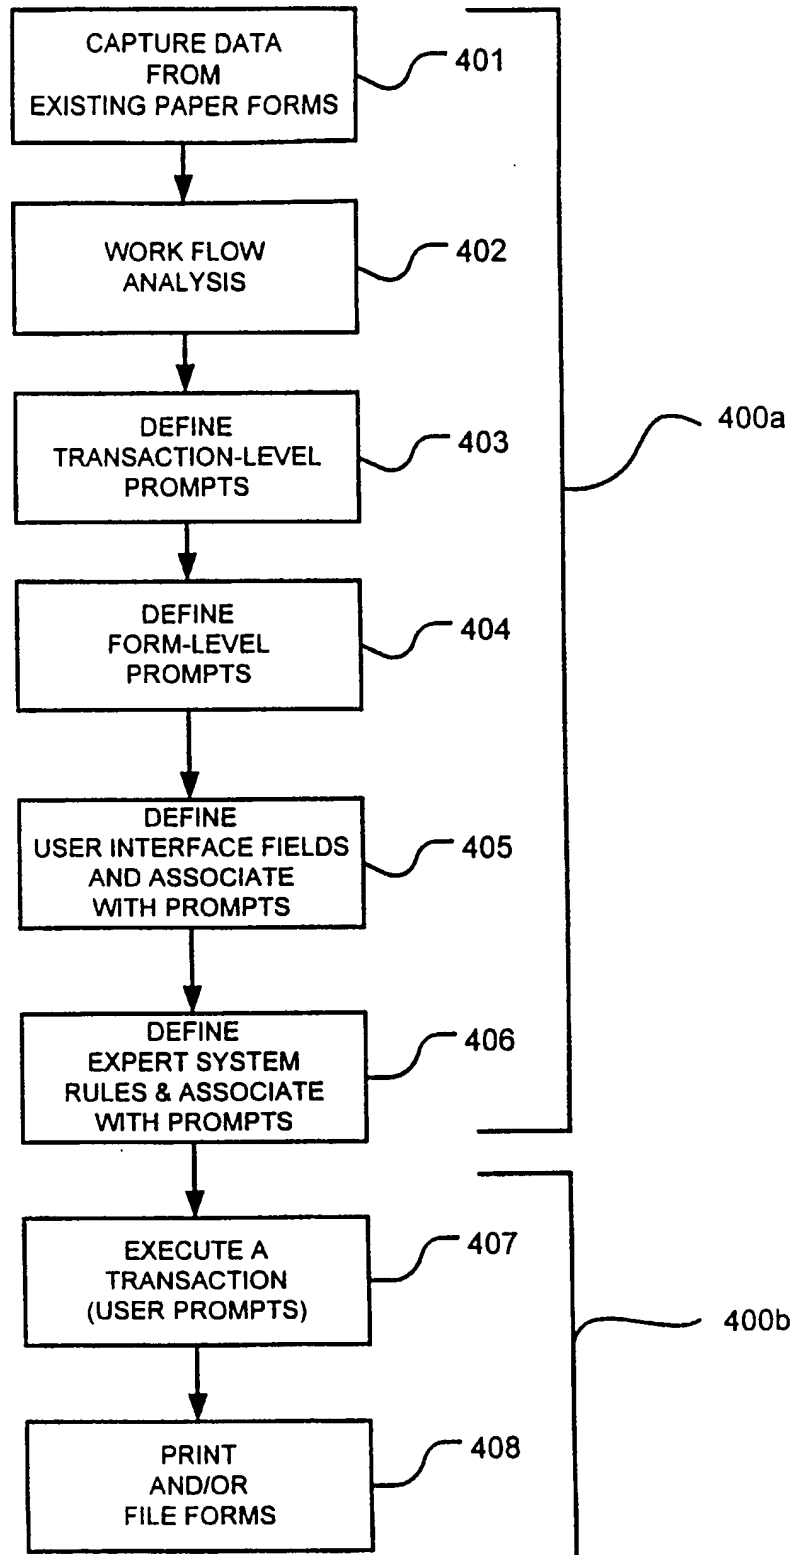 CAPTURE DATA
FROM
EXISTING PAPER FORMS
401
WORK FLOW
ANALYSIS
402
DEFINE
TRANSACTION-LEVEL
PROMPTS
403
400a
DEFINE
FORM-LEVEL
PROMPTS
404
DEFINE
USER INTERFACE FIELDS
AND ASSOCIATE
WITH PROMPTS
405
DEFINE
EXPERT SYSTEM
RULES & ASSOCIATE
WITH PROMPTS
406
EXECUTE A
TRANSACTION
(USER PROMPTS)
407
400b
PRINT
AND/OR
FILE FORMS
408